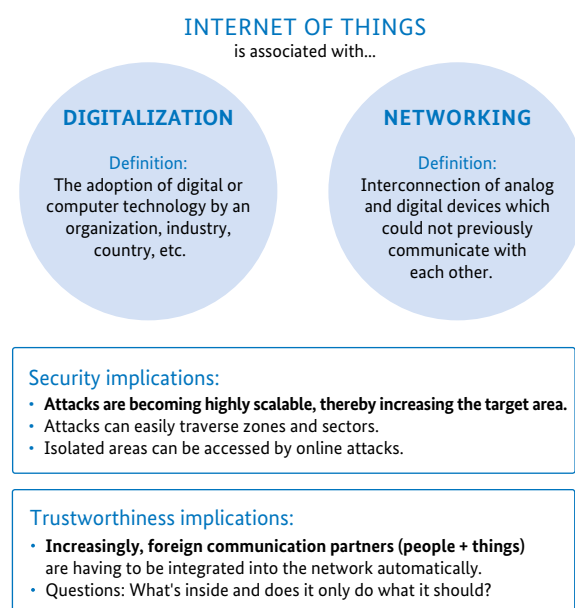 INTERNET OF THINGS
is associated with...
DIGITALIZATION
Definition:
The adoption of digital or
computer technology by an
organization, industry,
country, etc.
NETWORKING
Definition:
Interconnection of analog
and digital devices which
could not previously
communicate with
each other.
Security implications:
• Attacks are becoming highly scalable, thereby increasing the target area.
• Attacks can easily traverse zones and sectors.
• Isolated areas can be accessed by online attacks.
Trustworthiness implications:
• Increasingly, foreign communication partners (people + things)
are having to be integrated into the network automatically.
• Questions: What's inside and does it only do what it should?